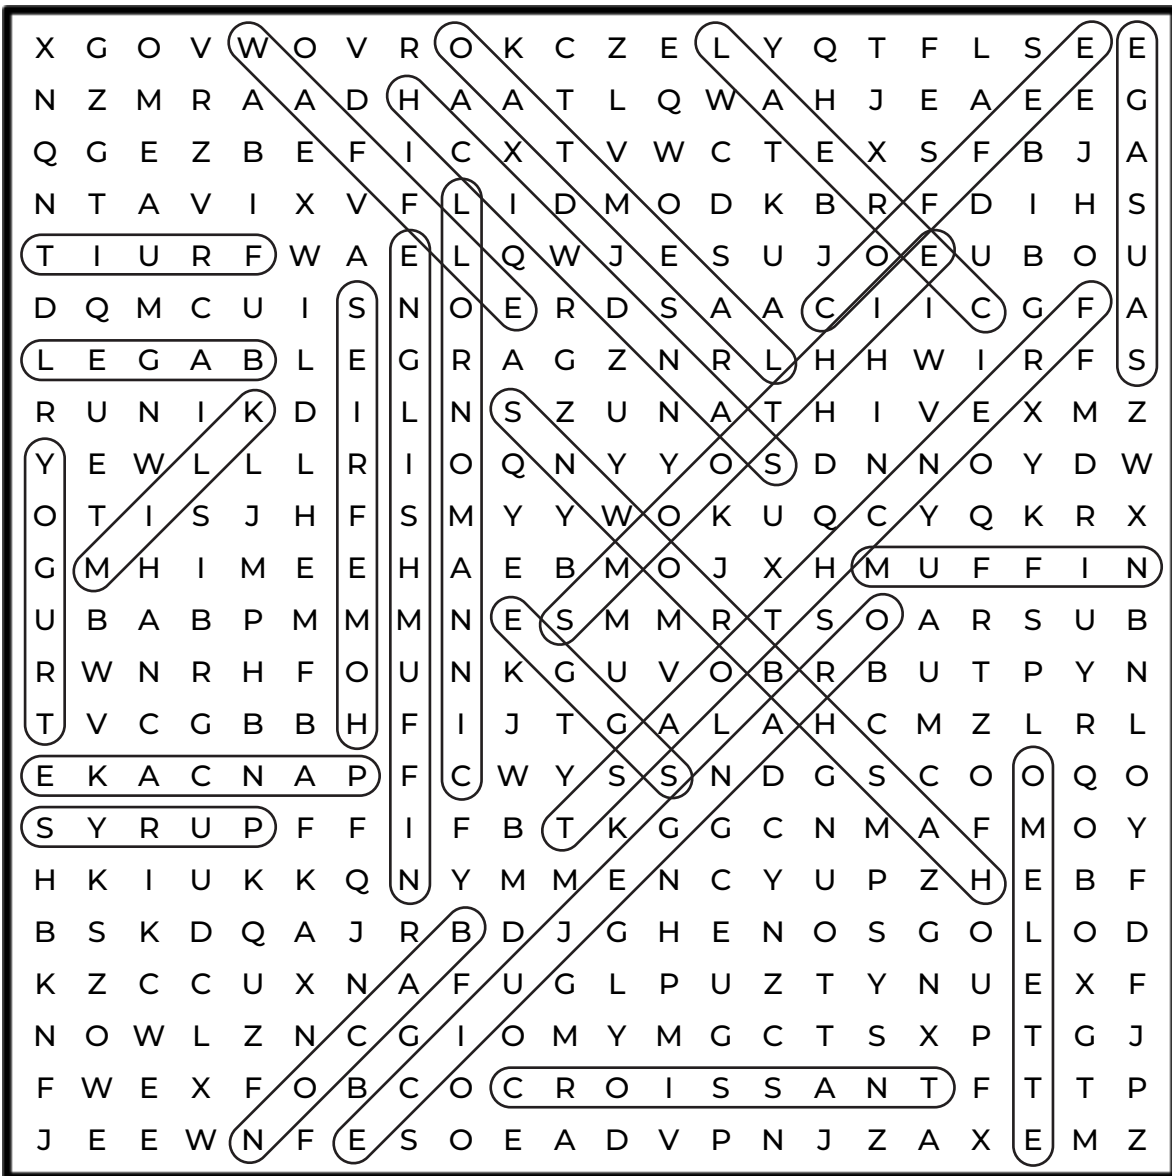 X G O V W O V R O K C Z E L Y Q T F L S E E
N Z M R A A D H A A T L Q W A H J E A E E G
Q G E Z B E F I C X T V W C T E X S F B J A
N T A V I X V F L I D M O D K B R F D I H S
T I U R F W A E L Q W J E S U J O E U B O U
D Q M C U I S N O E R D S A A C I I C G F A
L E G A B L E G R A G Z N R L H H W I R F S
R U N I K D I L N S Z U N A T H I V E X M Z
Y E W L L L R I O Q N Y Y O S D N N O Y D W
O T I S J H F S M Y Y W O K U Q C Y Q K R X
G M H I M E E H A E B M O J X H M U F F I N
U B A B P M M M N E S M M R T S O A R S U B
R W N R H F O U N K G U V O B R B U T P Y N
T V C G B B H F I J T G A L A H C M Z L R L
E K A C N A P F C W Y S S N D G S C O O Q O
S Y R U P F F I F B T K G G C N M A F M O Y
H K I U K K Q N Y M M E N C Y U P Z H E B F
B S K D Q A J R B D J G H E N O S G O L O D
K Z C C U X N A F U G L P U Z T Y N U E X F
N O W L Z N C G I O M Y M G C T S X P T G J
F W E X F O B C O C R O I S S A N T F T T P
J E E W N F E S O E A D V P N J Z A X E M Z